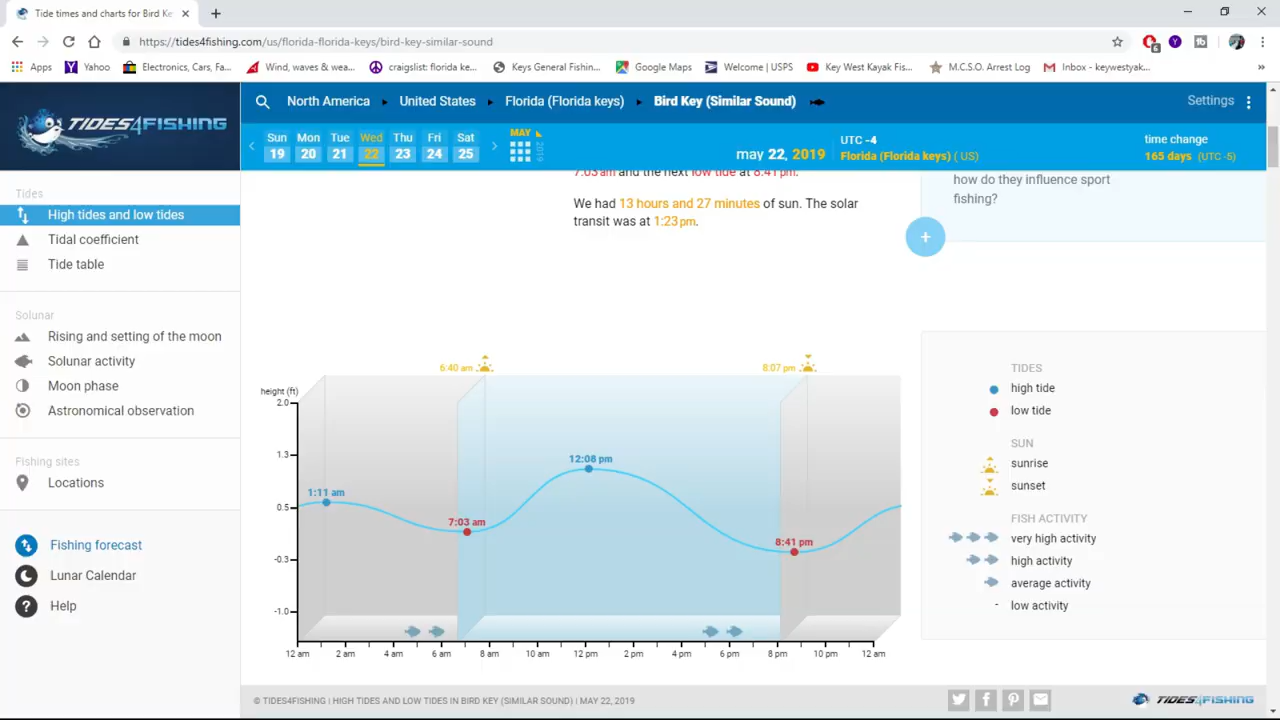 Tide times and charts for Bird Ke
https://tides4fishing.com/us/florida-florida-keys/bird-key-similar-sound
6
Apps Yahoo Electronics, Cars, Fa... Wind, waves & wea... craigslist: florida ke... Keys General Fishin... Google Maps Welcome | USPS Key West Kayak Fis... M.C.S.O. Arrest Log Inbox - keywestyak...
TIDES4FISHING
North America United States Florida (Florida keys) Bird Key (Similar Sound) Settings
Sun Mon Tue Wed Thu Fri Sat
19 20 21 22 23 24 25
MAY
2019
may 22, 2019
UTC -4
Florida (Florida keys) ( US)
time change
165 days (UTC -5)
Tides
High tides and low tides
Tidal coefficient
Tide table
Solunar
Rising and setting of the moon
Solunar activity
Moon phase
Astronomical observation
Fishing sites
Locations
Fishing forecast
Lunar Calendar
Help
7:03 am and the next low tide at 8:41 pm.
We had 13 hours and 27 minutes of sun. The solar
transit was at 1:23 pm.
how do they influence sport
fishing?
+
6:40 am 8:07 pm
height (ft)
2.0
1.3
0.5
-0.3
-1.0
1:11 am
7:03 am
12:08 pm
8:41 pm
12 am 2 am 4 am 6 am 8 am 10 am 12 pm 2 pm 4 pm 6 pm 8 pm 10 pm 12 am
TIDES
high tide
low tide
SUN
sunrise
sunset
FISH ACTIVITY
very high activity
high activity
average activity
low activity
© TIDES4FISHING | HIGH TIDES AND LOW TIDES IN BIRD KEY (SIMILAR SOUND) | MAY 22, 2019
TIDES4FISHING